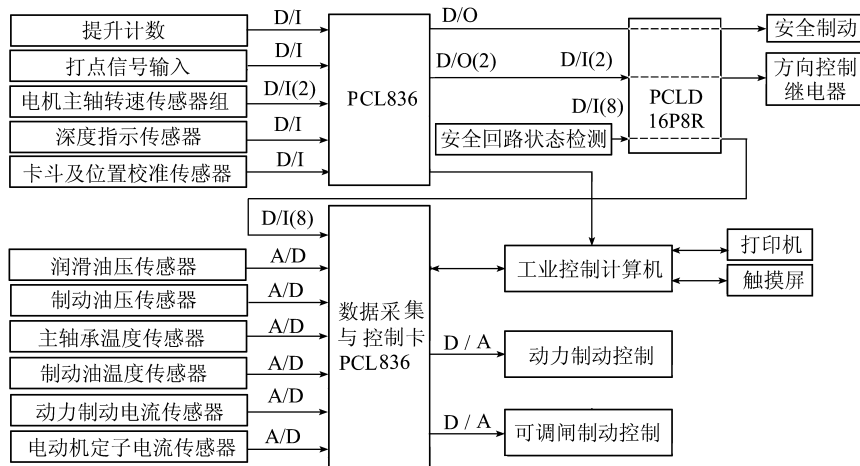 提升计数
D/I
打点信号输入
D/I
电机主轴转速传感器组
D/I(2)
深度指示传感器
D/I
卡斗及位置校准传感器
D/I
PCL836
D/O
D/O(2)
D/I(2)
D/I(8)
安全回路状态检测
PCLD
16P8R
安全制动
方向控制
继电器
D/I(8)
润滑油压传感器
A/D
制动油压传感器
A/D
主轴承温度传感器
A/D
制动油温度传感器
A/D
动力制动电流传感器
A/D
电动机定子电流传感器
A/D
数据采集
与控制卡
PCL836
工业控制计算机
打印机
触摸屏
D / A
动力制动控制
D / A
可调闸制动控制